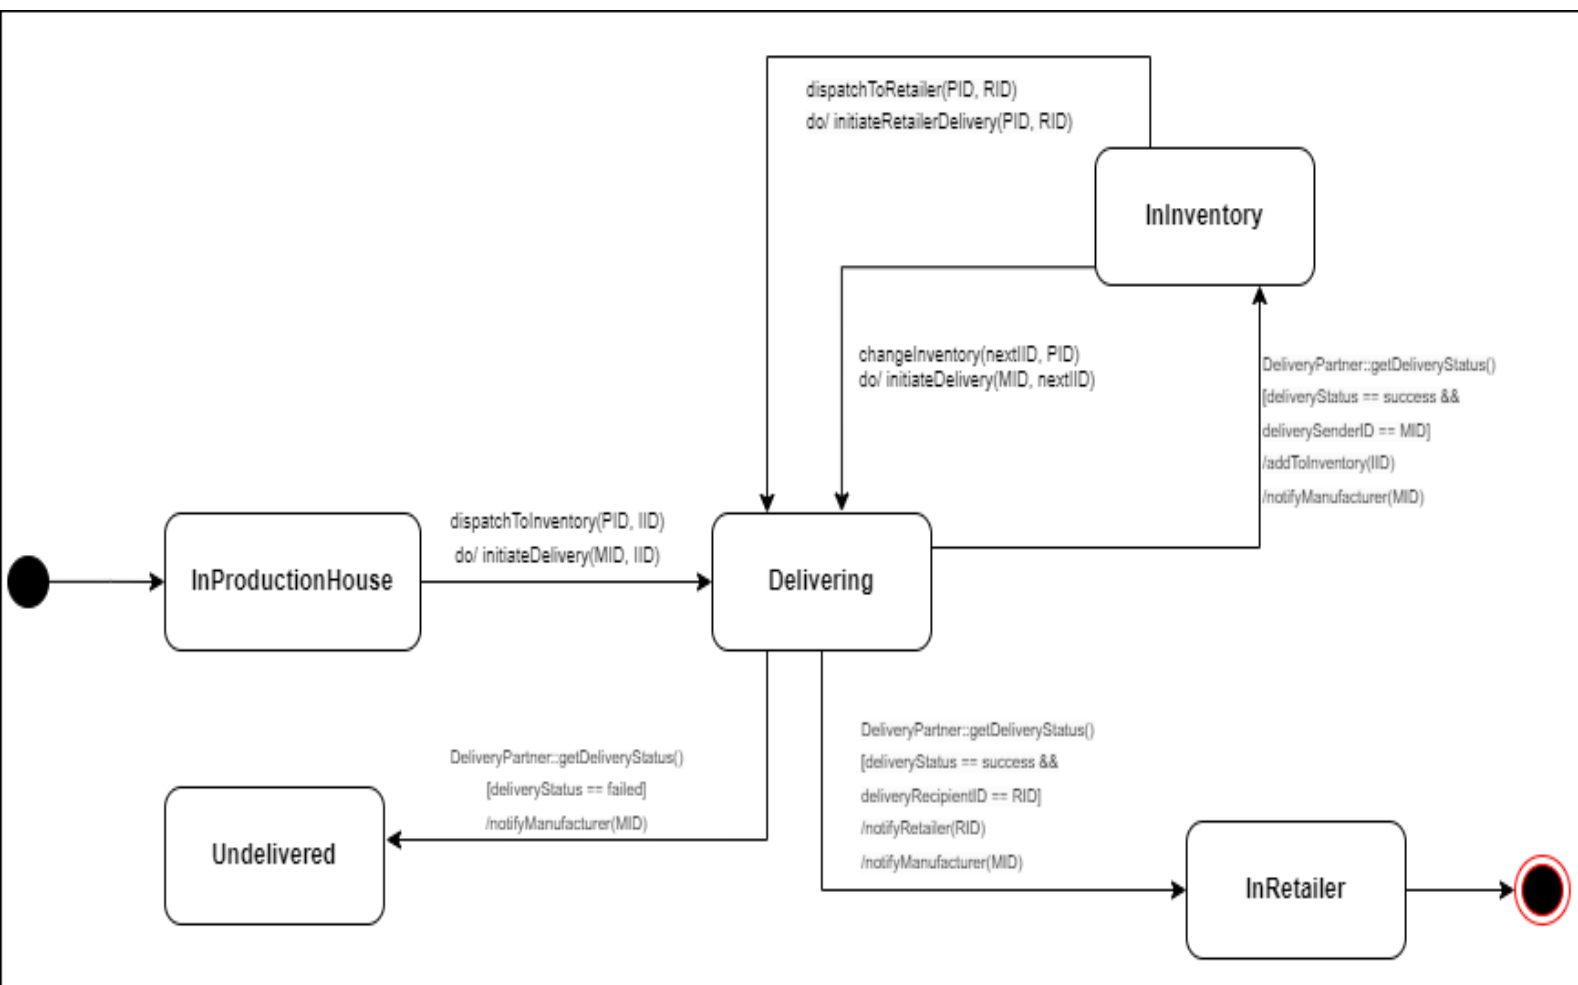 dispatchToRetailer(PID, RID)
do/ initiateRetailerDelivery(PID, RID)
InInventory
changeInventory(nextIID, PID)
do/ initiateDelivery(MID, nextIID)
DeliveryPartner::getDeliveryStatus()
[deliveryStatus == success &&
deliverySenderID == MID]
/addToInventory(IID)
/notifyManufacturer(MID)
dispatchToInventory(PID, IID)
do/ initiateDelivery(MID, IID)
InProductionHouse
Delivering
DeliveryPartner::getDeliveryStatus()
[deliveryStatus == failed]
/notifyManufacturer(MID)
Undelivered
DeliveryPartner::getDeliveryStatus()
[deliveryStatus == success &&
deliveryRecipientID == RID]
/notifyRetailer(RID)
/notifyManufacturer(MID)
InRetailer